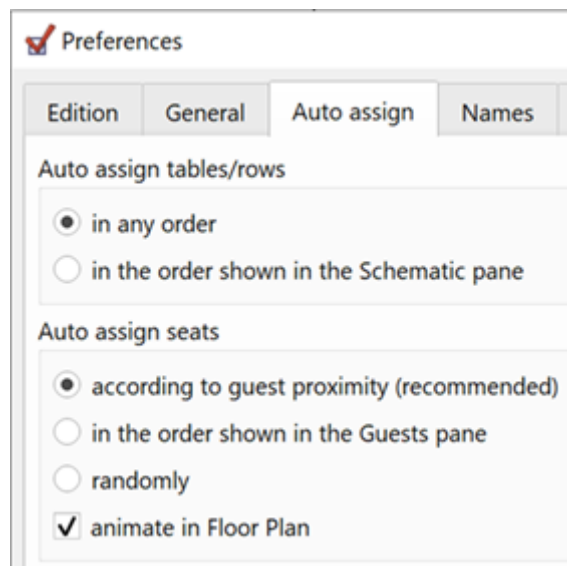 Preferences
Edition General Auto assign Names
Auto assign tables/rows
in any order
in the order shown in the Schematic pane
Auto assign seats
according to guest proximity (recommended)
in the order shown in the Guests pane
randomly
animate in Floor Plan